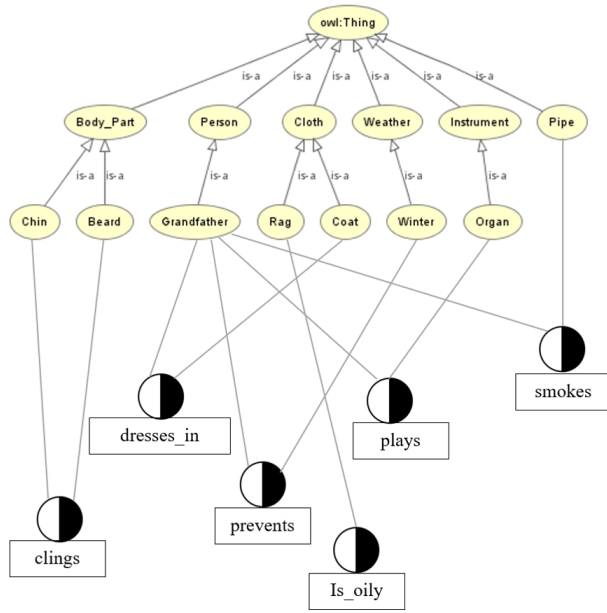 owl:Thing
is-a
is-a
is-a
is-a
is-a
is-a
Body_Part
Person
Cloth
Weather
Instrument
Pipe
is-a
is-a
is-a
is-a
is-a
is-a
is-a
Chin
Beard
Grandfather
Rag
Coat
Winter
Organ
smokes
dresses_in
plays
prevents
clings
Is_oily